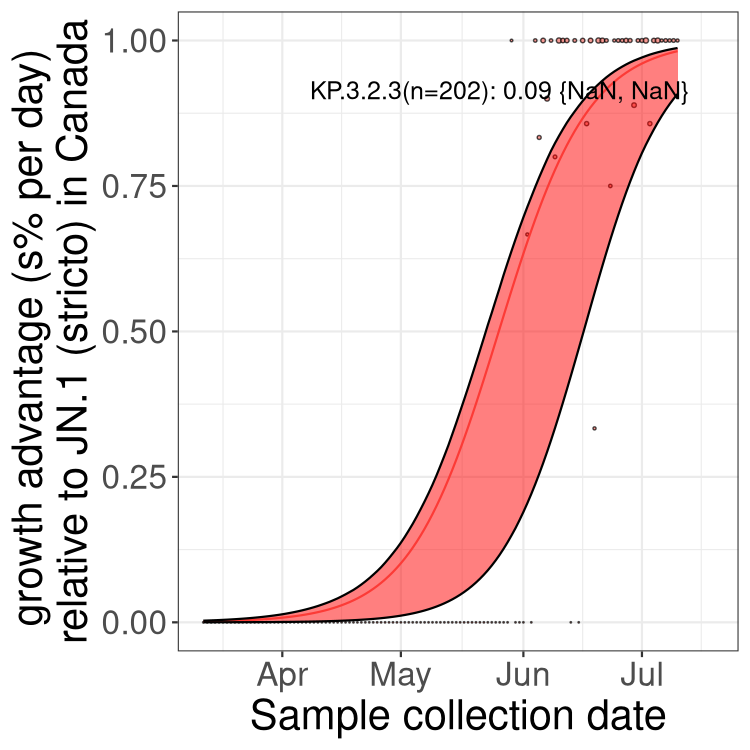 growth advantage (s% per day)
relative to JN.1 (stricto) in Canada
1.00
0.75
0.50
0.25
0.00
KP.3.2.3(n=202): 0.09 {NaN, NaN}
Apr May Jun Jul
Sample collection date